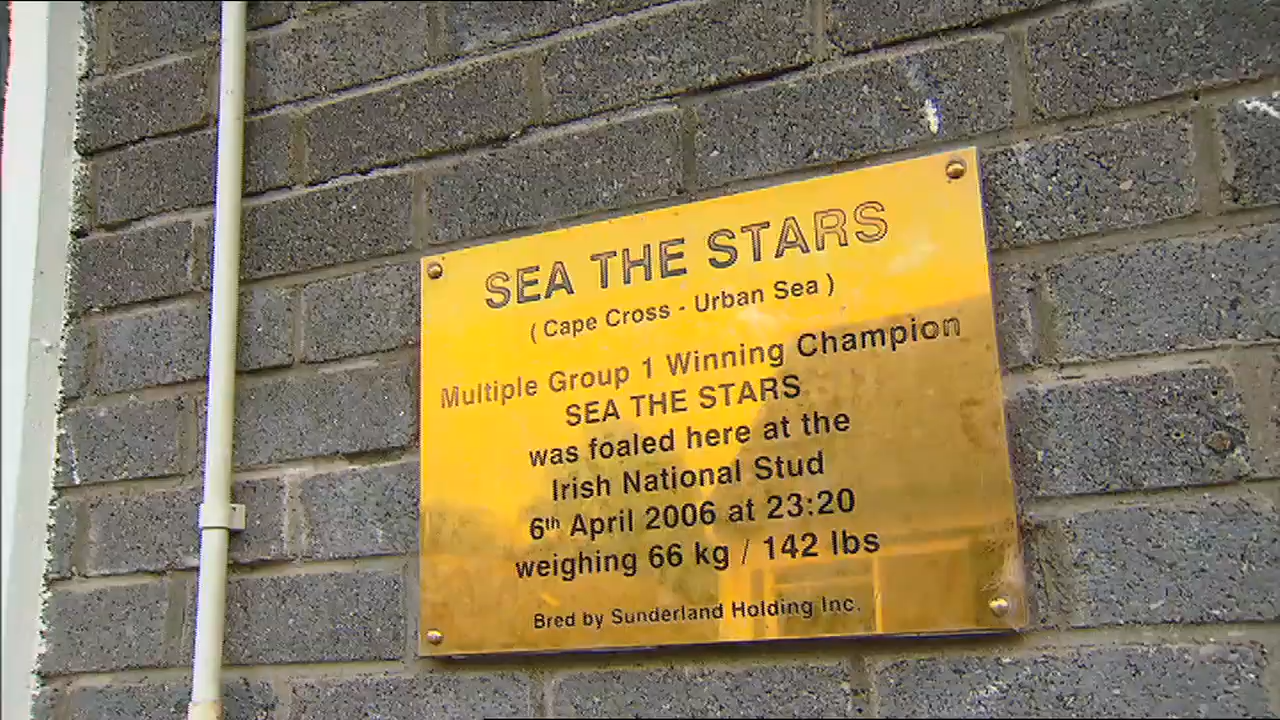 SEA THE STARS
( Cape Cross - Urban Sea )
Multiple Group 1 Winning Champion
SEA THE STARS
was foaled here at the
Irish National Stud
6th April 2006 at 23:20
weighing 66 kg / 142 lbs
Bred by Sunderland Holding Inc.